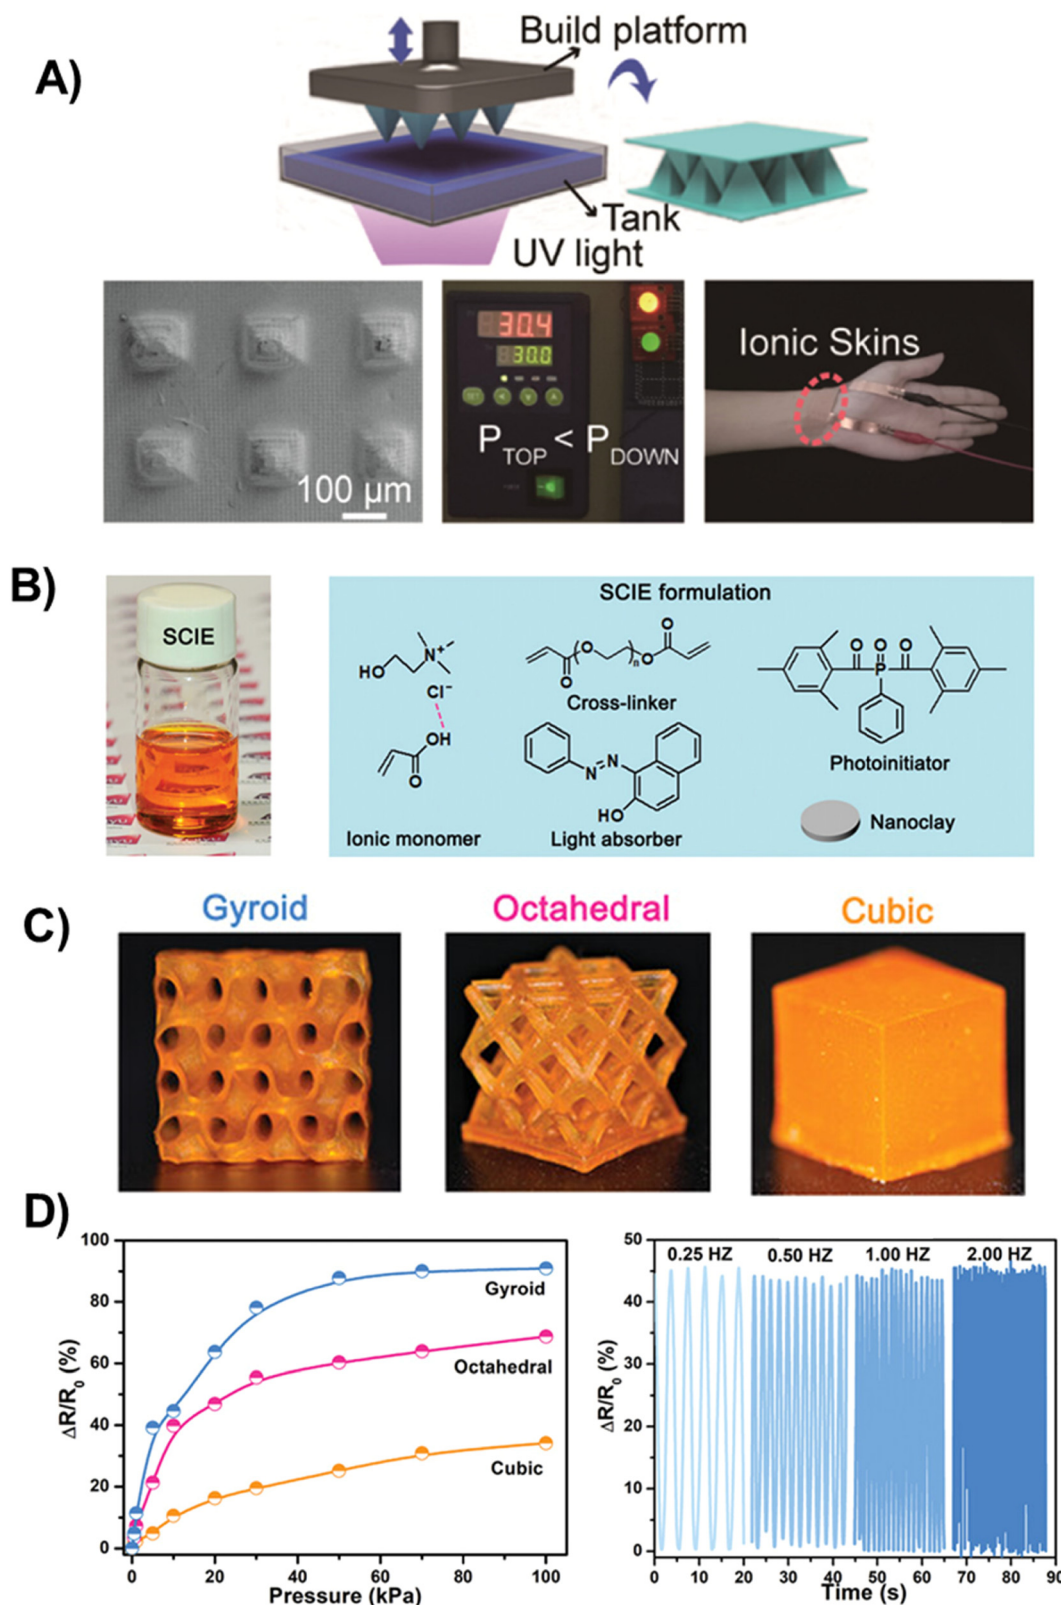 A)
Build platform
Tank
UV light
100 µm
30.4
30.0
P_TOP < P_DOWN
Ionic Skins
B)
SCIE
SCIE formulation
HO
N+
Cl−
OH
O
Ionic monomer
O
O
n
O
O
Cross-linker
N
N
HO
Light absorber
O O O
P
Photoinitiator
Nanoclay
C)
Gyroid
Octahedral
Cubic
D)
100
80
60
40
20
0
ΔR/R0 (%)
Gyroid
Octahedral
Cubic
0 20 40 60 80 100
Pressure (kPa)
50
40
30
20
10
0
ΔR/R0 (%)
0.25 HZ 0.50 HZ 1.00 HZ 2.00 HZ
0 10 20 30 40 50 60 70 80 90
Time (s)